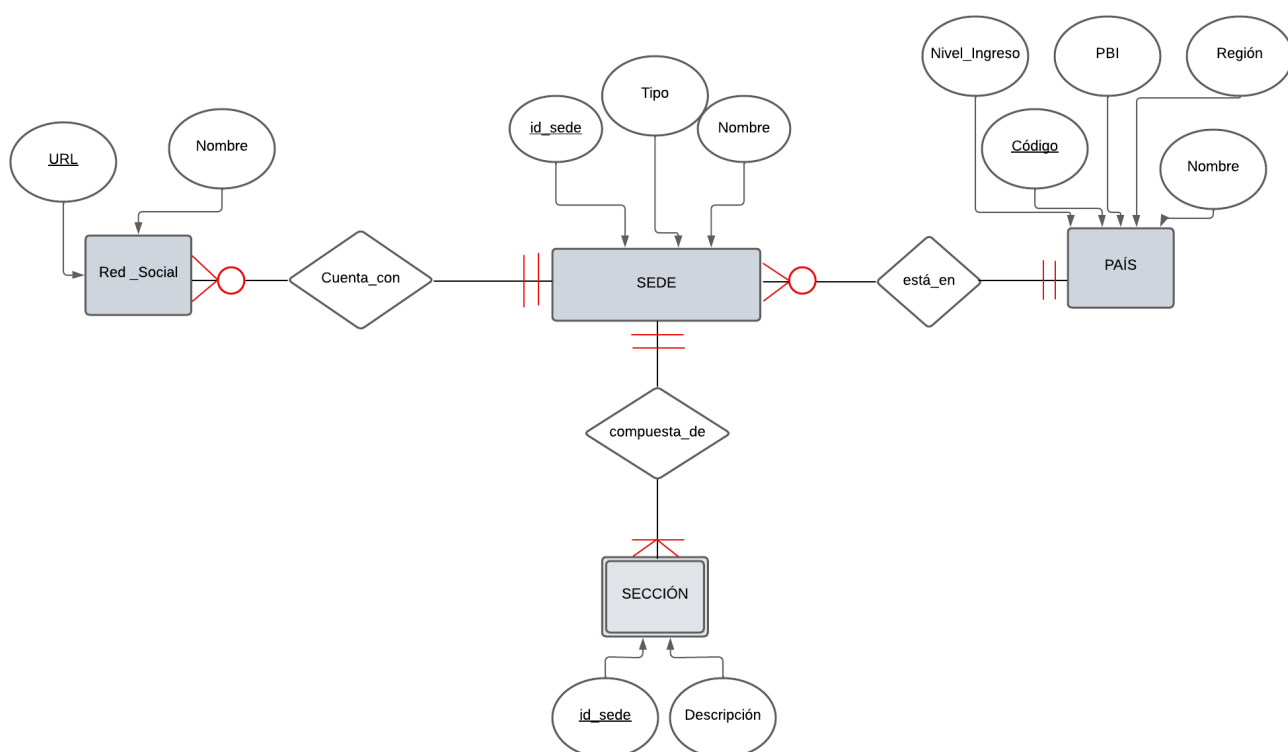 Nivel_Ingreso
PBI
Región
Tipo
id_sede
Nombre
Código
Nombre
URL
Nombre
Red _Social
Cuenta_con
SEDE
está_en
PAÍS
compuesta_de
SECCIÓN
id_sede
Descripción